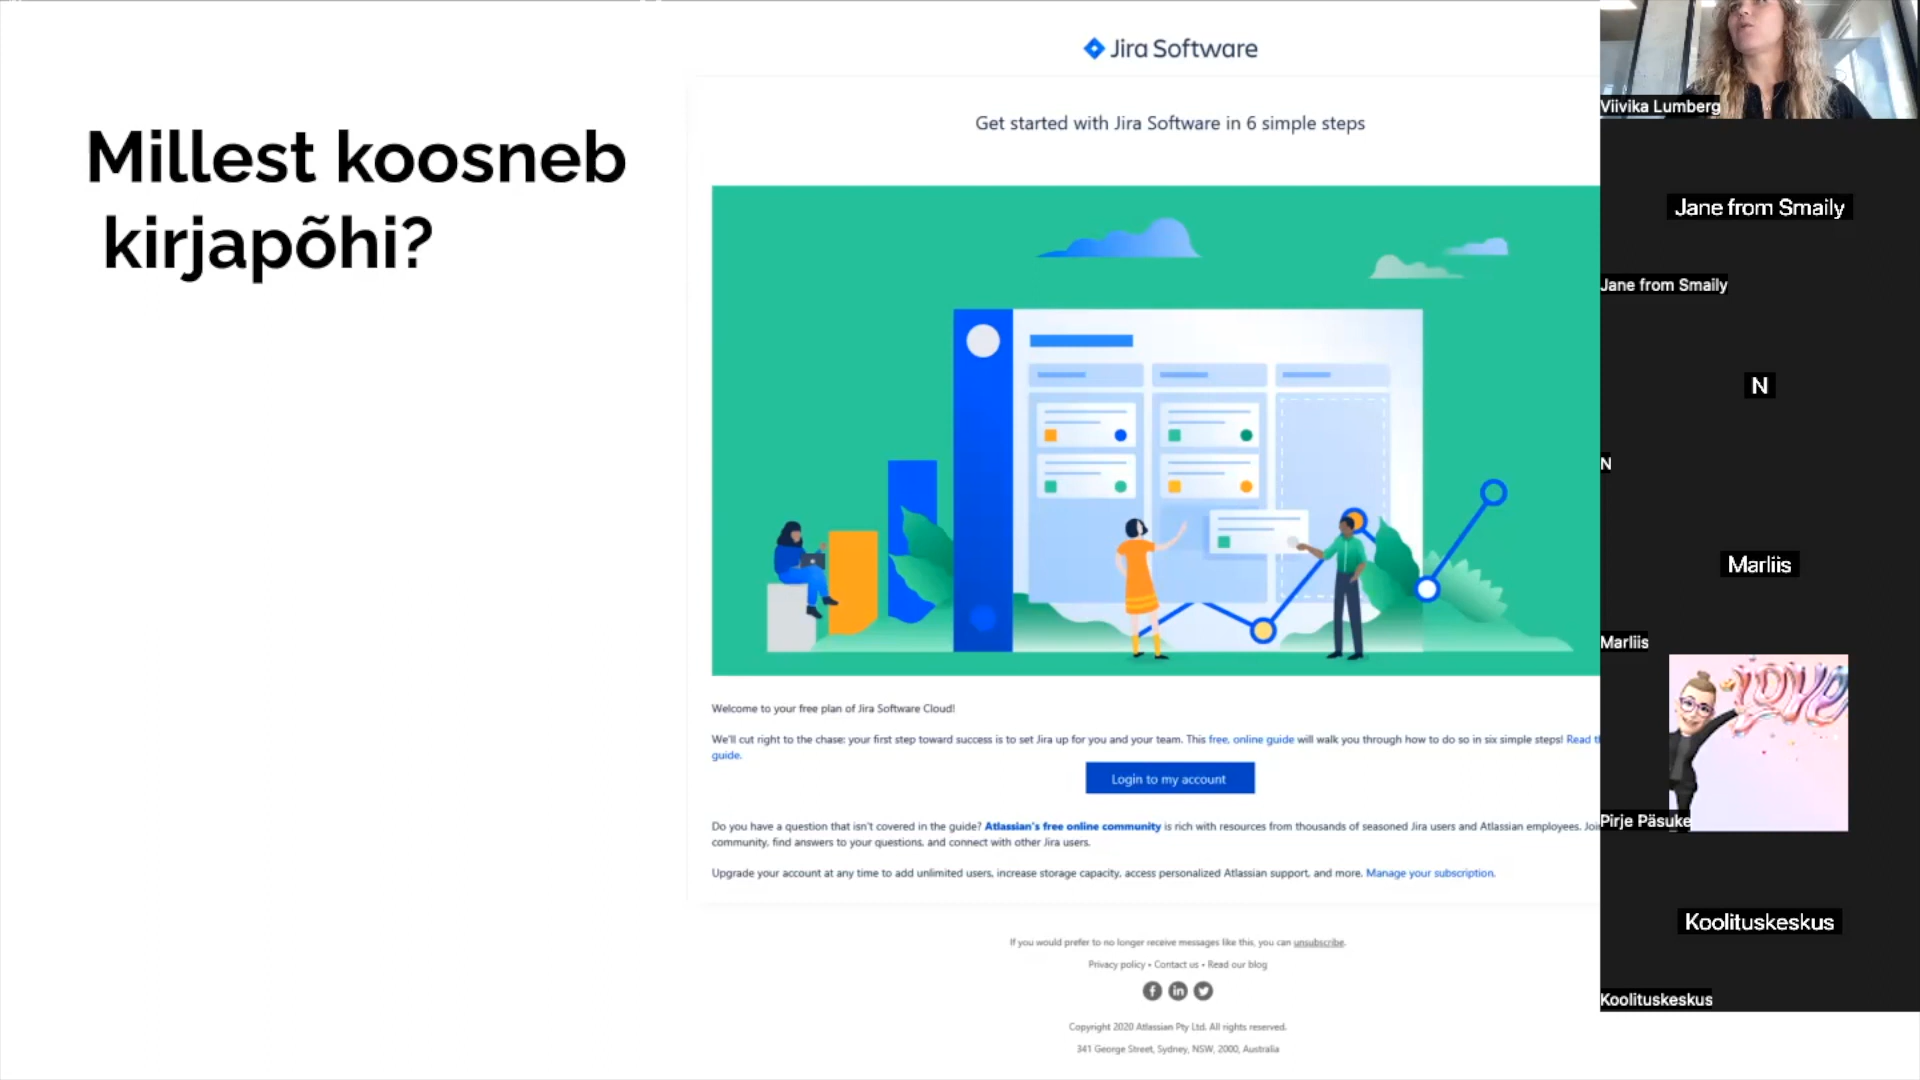 Millest koosneb
kirjapõhi?
Jira Software
Get started with Jira Software in 6 simple steps
Welcome to your free plan of Jira Software Cloud!
We'll cut right to the chase: your first step toward success is to set Jira up for you and your team. This free, online guide will walk you through how to do so in six simple steps! Read
guide.
Login to my account
Do you have a question that isn't covered in the guide? Atlassian's free online community is rich with resources from thousands of seasoned Jira users and Atlassian employees.
community, find answers to your questions, and connect with other Jira users.
Upgrade your account at any time to add unlimited users, increase storage capacity, access personalized Atlassian support, and more. Manage your subscription.
If you would prefer to no longer receive messages like this, you can unsubscribe.
Privacy policy • Contact us • Read our blog
Copyright 2020 Atlassian Pty Ltd. All rights reserved.
341 George Street, Sydney, NSW, 2000, Australia
Viivika Lumberg
Jane from Smaily
Jane from Smaily
N
N
Marliis
Marliis
Pirje Päsuke
Koolituskeskus
Koolituskeskus